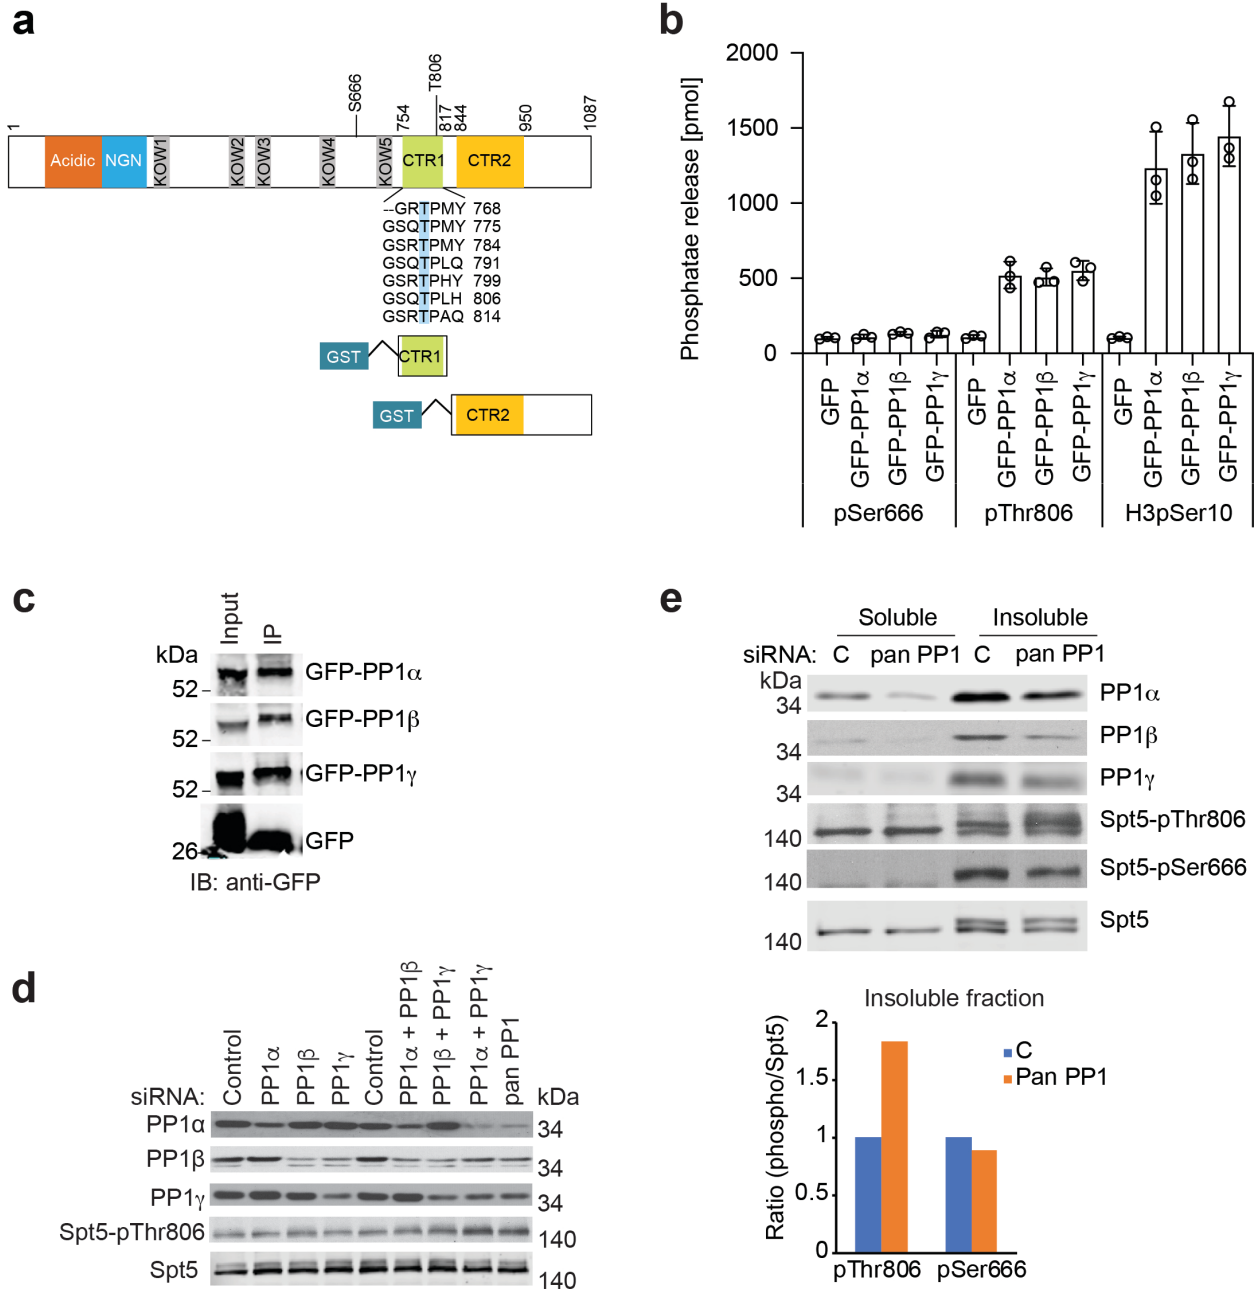 a
1
S666
754
T806
817
844
950
1087
Acidic
NGN
KOW1
KOW2
KOW3
KOW4
KOW5
CTR1
CTR2
--GRTPMY 768
GSQTPMY 775
GSRTPMY 784
GSQTPLQ 791
GSRTPHY 799
GSQTPLH 806
GSRTPAQ 814
GST
CTR1
GST
CTR2
b
Phosphatae release [pmol]
2000
1500
1000
500
0
GFP
GFP-PP1α
GFP-PP1β
GFP-PP1γ
GFP
GFP-PP1α
GFP-PP1β
GFP-PP1γ
GFP
GFP-PP1α
GFP-PP1β
GFP-PP1γ
pSer666
pThr806
H3pSer10
c
Input
IP
kDa
52
GFP-PP1α
52
GFP-PP1β
52
GFP-PP1γ
26
GFP
IB: anti-GFP
d
siRNA:
Control
PP1α
PP1β
PP1γ
Control
PP1α + PP1β
PP1β + PP1γ
PP1α + PP1γ
pan PP1
kDa
PP1α
34
PP1β
34
PP1γ
34
Spt5-pThr806
140
Spt5
140
e
Soluble
Insoluble
siRNA: C pan PP1 C pan PP1
kDa
34
PP1α
34
PP1β
34
PP1γ
140
Spt5-pThr806
140
Spt5-pSer666
140
Spt5
Insoluble fraction
Ratio (phospho/Spt5)
2
1.5
1
0.5
0
C
Pan PP1
pThr806
pSer666